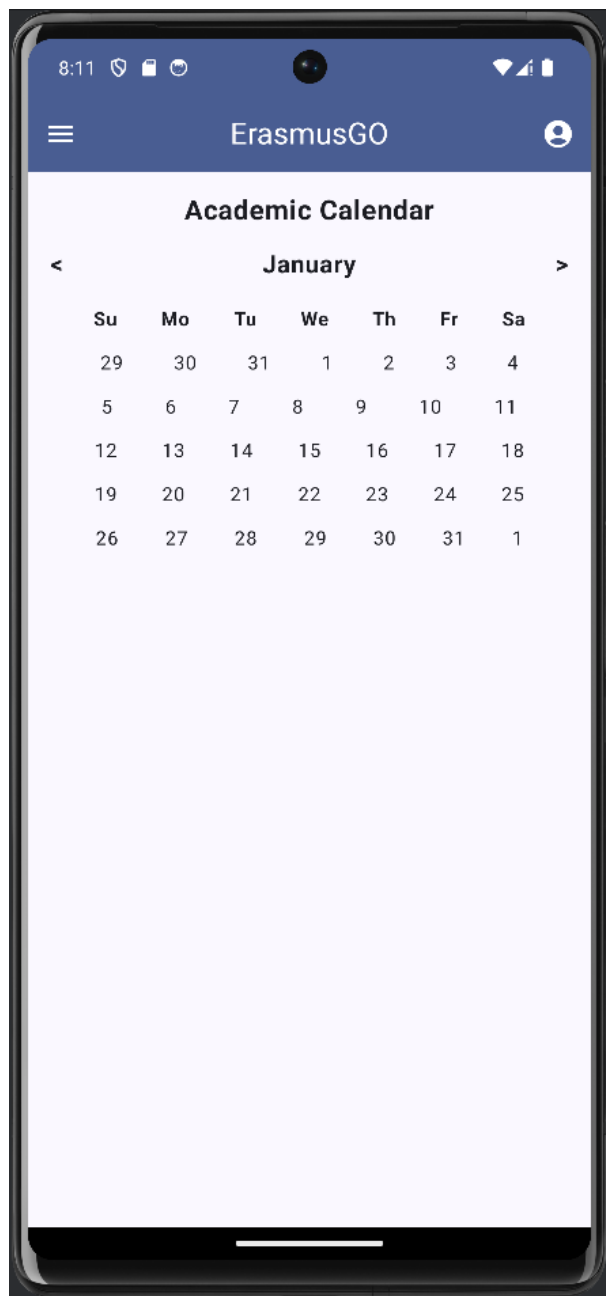 8:11
ErasmusGO
Academic Calendar
< January >
Su Mo Tu We Th Fr Sa
29 30 31 1 2 3 4
5 6 7 8 9 10 11
12 13 14 15 16 17 18
19 20 21 22 23 24 25
26 27 28 29 30 31 1